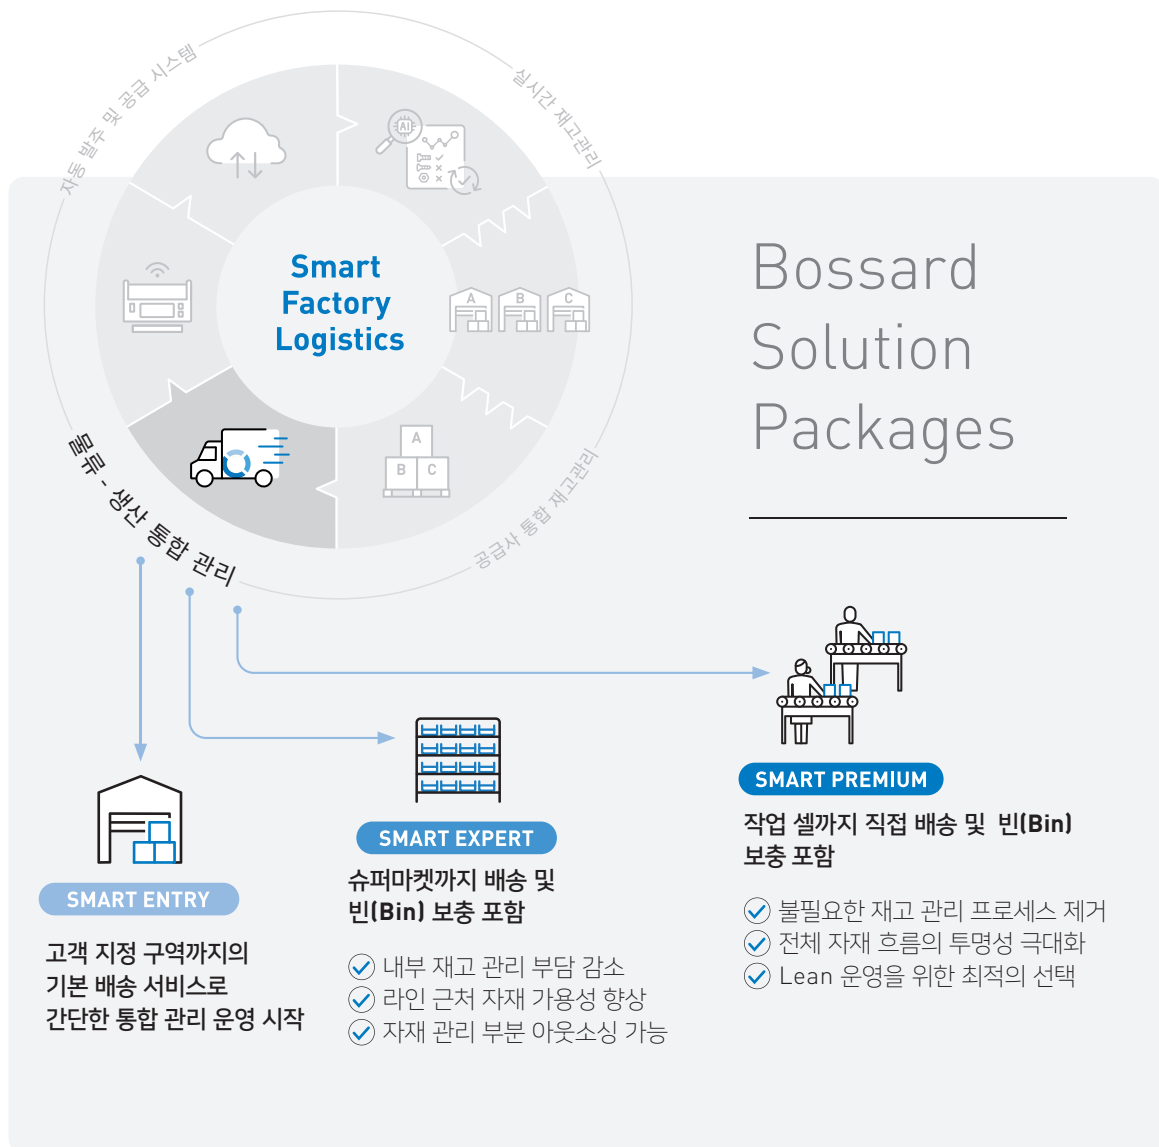 자동 발주 및 공급 시스템
실시간 재고관리
AI
Smart
Factory
Logistics
A
B
C
A
B
C
공급사 통합 재고관리
물류 - 생산 통합 관리
Bossard
Solution
Packages
SMART ENTRY
고객 지정 구역까지의
기본 배송 서비스로
간단한 통합 관리 운영 시작
SMART EXPERT
슈퍼마켓까지 배송 및
빈(Bin) 보충 포함
내부 재고 관리 부담 감소
라인 근처 자재 가용성 향상
자재 관리 부분 아웃소싱 가능
SMART PREMIUM
작업 셀까지 직접 배송 및 빈(Bin)
보충 포함
불필요한 재고 관리 프로세스 제거
전체 자재 흐름의 투명성 극대화
Lean 운영을 위한 최적의 선택